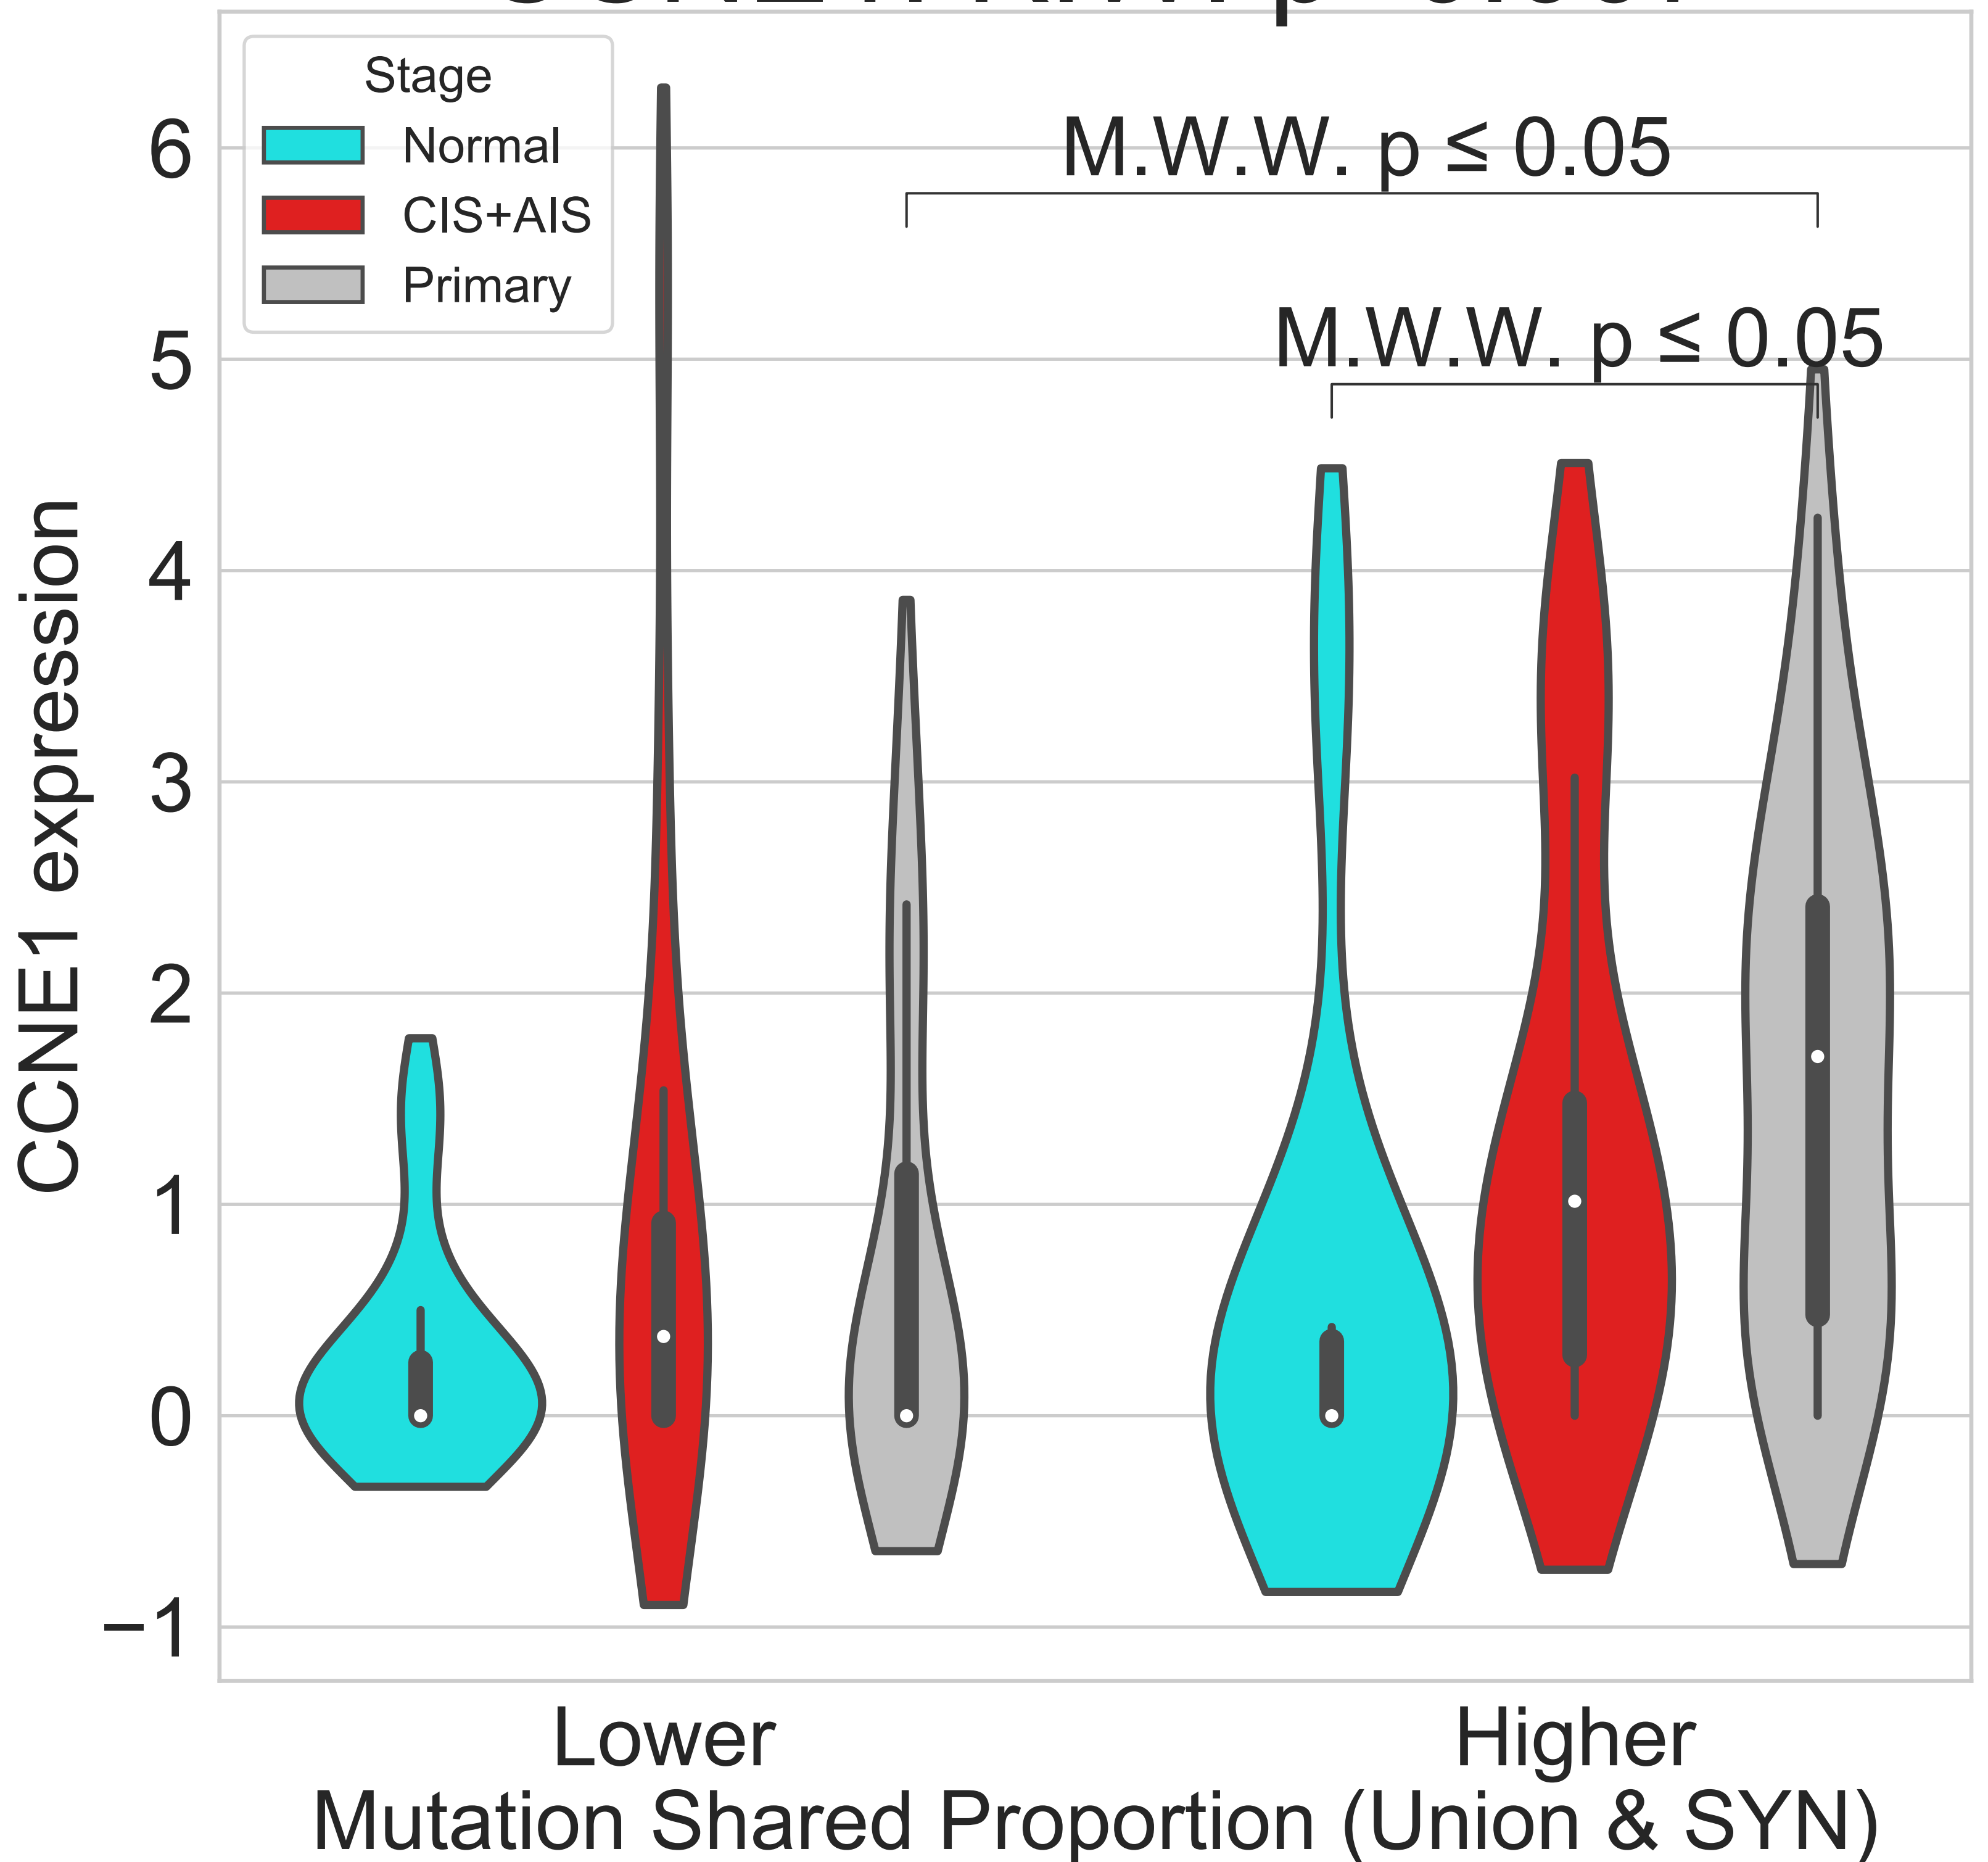 Stage
Normal
CIS+AIS
Primary
M.W.W. p ≤ 0.05
M.W.W. p ≤ 0.05
6
5
4
3
2
1
0
−1
CCNE1 expression
Lower
Higher
Mutation Shared Proportion (Union & SYN)